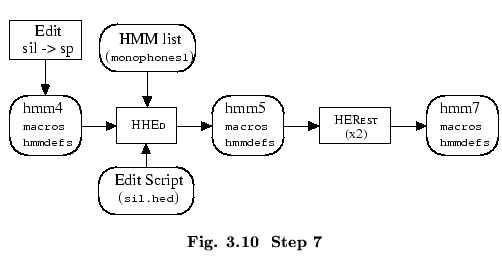 Edit
sil -> sp
HMM list
(monophones1)
hmm4
macros
hmmdefs
HHED
hmm5
macros
hmmdefs
HEREST
(x2)
hmm7
macros
hmmdefs
Edit Script
(sil.hed)
Fig. 3.10 Step 7